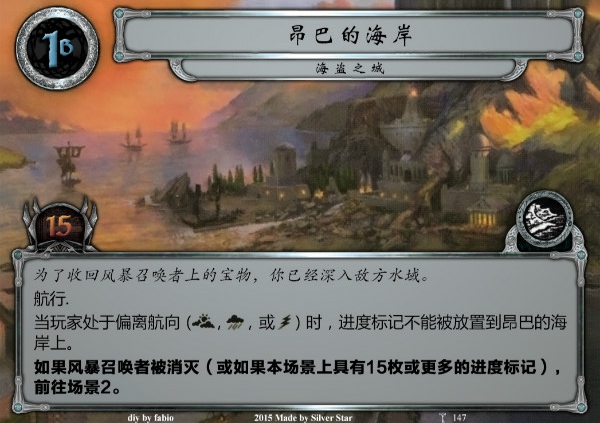 1B
昂巴的海岸
海盗之城
15
为了收回风暴召唤者上的宝物，你已经深入敌方水域。
航行.
当玩家处于偏离航向（, , 或）时，进度标记不能被放置到昂巴的海
岸上。
如果风暴召唤者被消灭（或如果本场景上具有15枚或更多的进度标记），
前往场景2。
diy by fabio 2015 Made by Silver Star 147